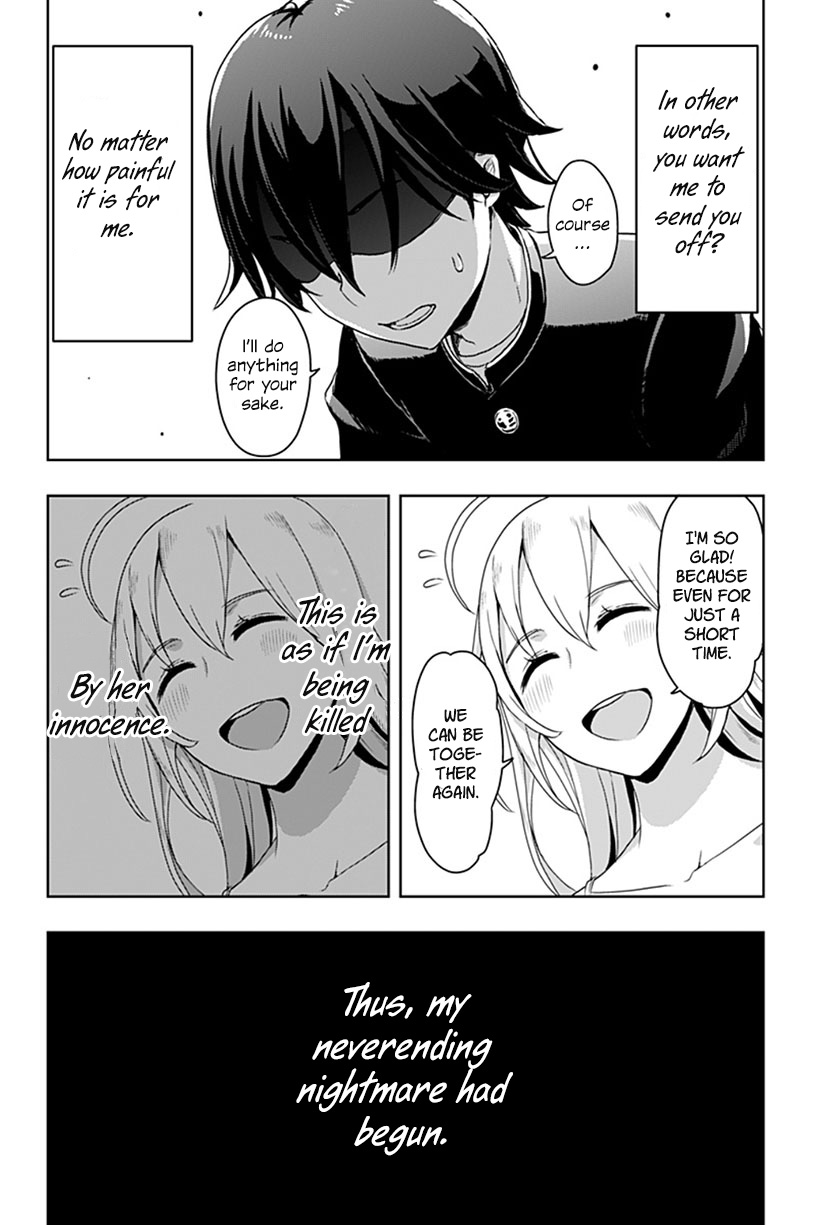 In other
words,
you want
me to
send you
off?
Of
course
...
No matter
how painful
it is for
me.
I'll do
anything
for your
sake.
I'M SO
GLAD!
BECAUSE
EVEN FOR
JUST A
SHORT
TIME.
WE
CAN BE
TOGE-
THER
AGAIN.
This is
as if I'm
being
killed
By her
innocence.
Thus, my
neverending
nightmare had
begun.